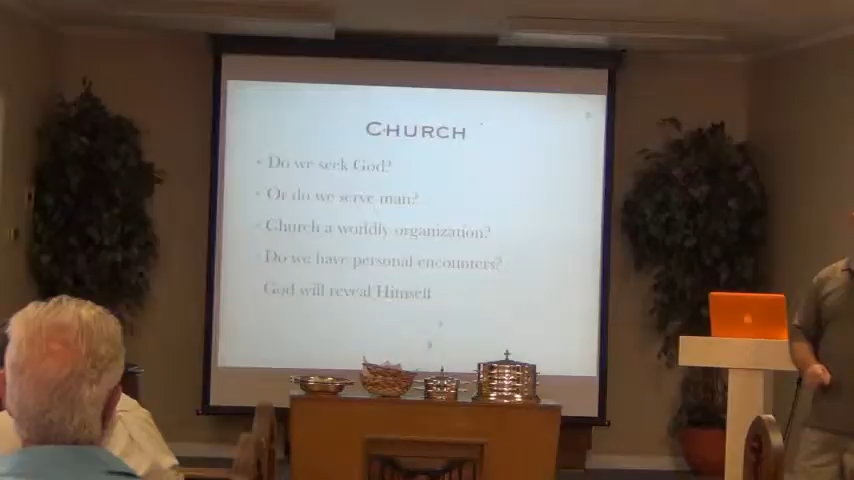 CHURCH
• Do we seek God?
• Or do we serve man?
• Church a worldly organization?
• Do we have personal encounters?
God will reveal Himself